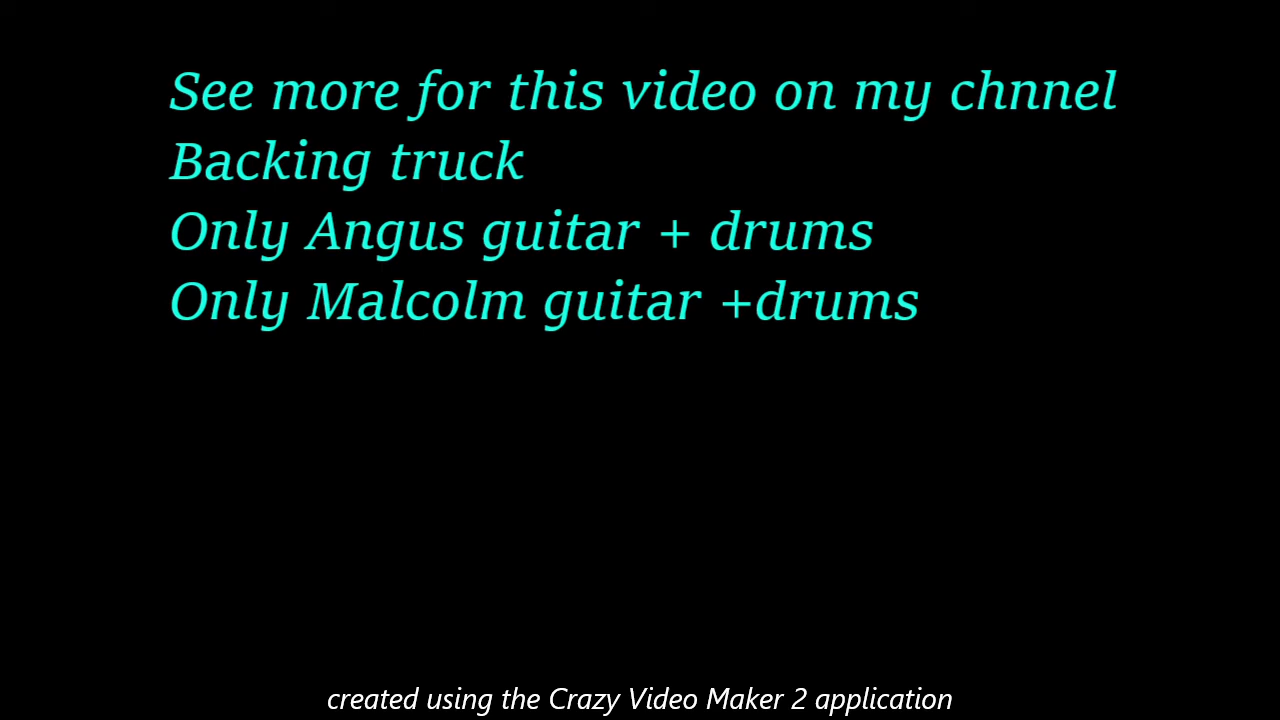 See more for this video on my chnnel
Backing truck
Only Angus guitar + drums
Only Malcolm guitar +drums
created using the Crazy Video Maker 2 application